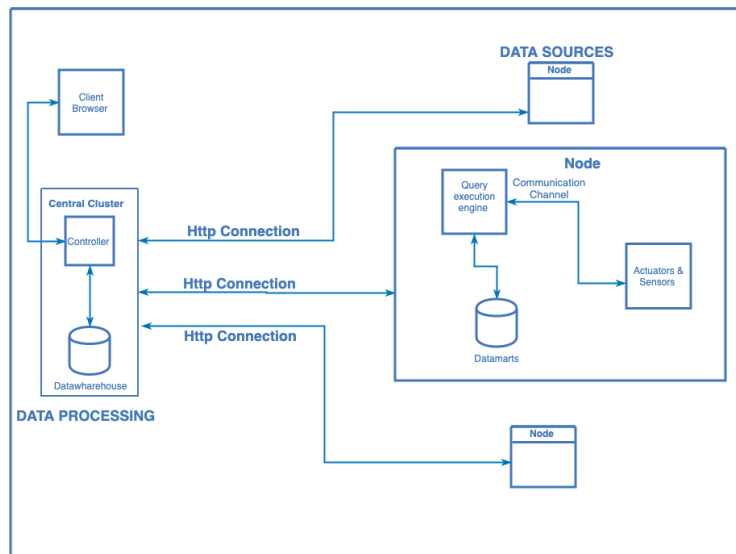 DATA SOURCES
Node
Client
Browser
Node
Query
execution
engine
Communication
Channel
Central Cluster
Controller
Http Connection
Actuators &
Sensors
Http Connection
Http Connection
Datamarts
Datawharehouse
DATA PROCESSING
Node